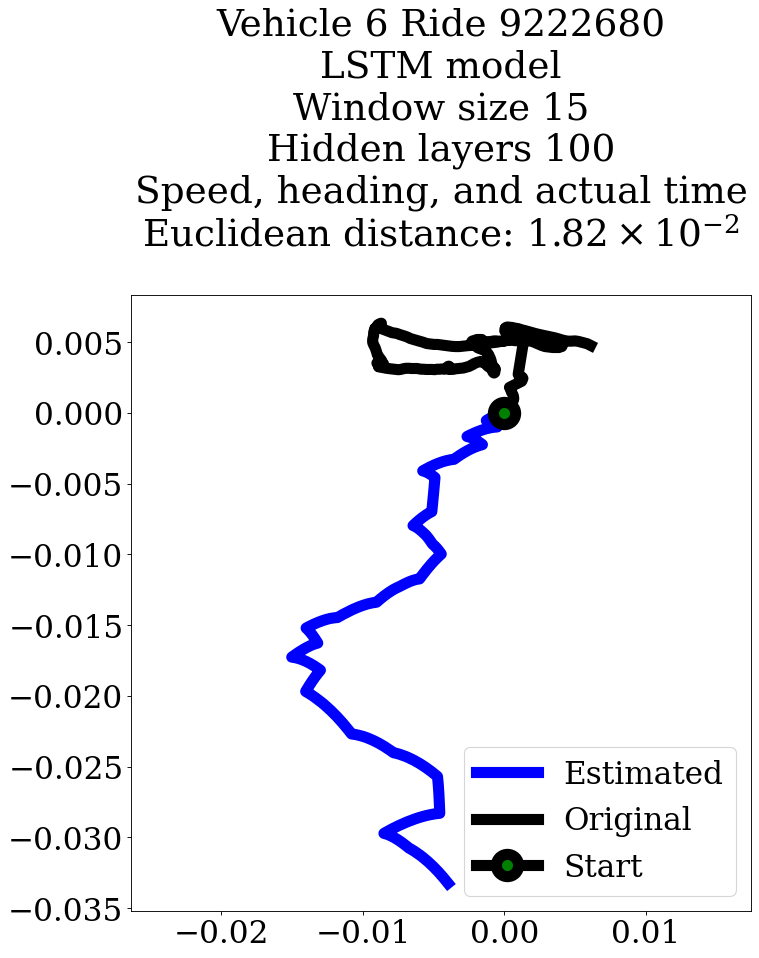 Vehicle 6 Ride 9222680
LSTM model
Window size 15
Hidden layers 100
Speed, heading, and actual time
Euclidean distance: 1.82 × 10⁻²
0.005
0.000
−0.005
−0.010
−0.015
−0.020
−0.025
−0.030
−0.035
Estimated
Original
Start
−0.02 −0.01 0.00 0.01